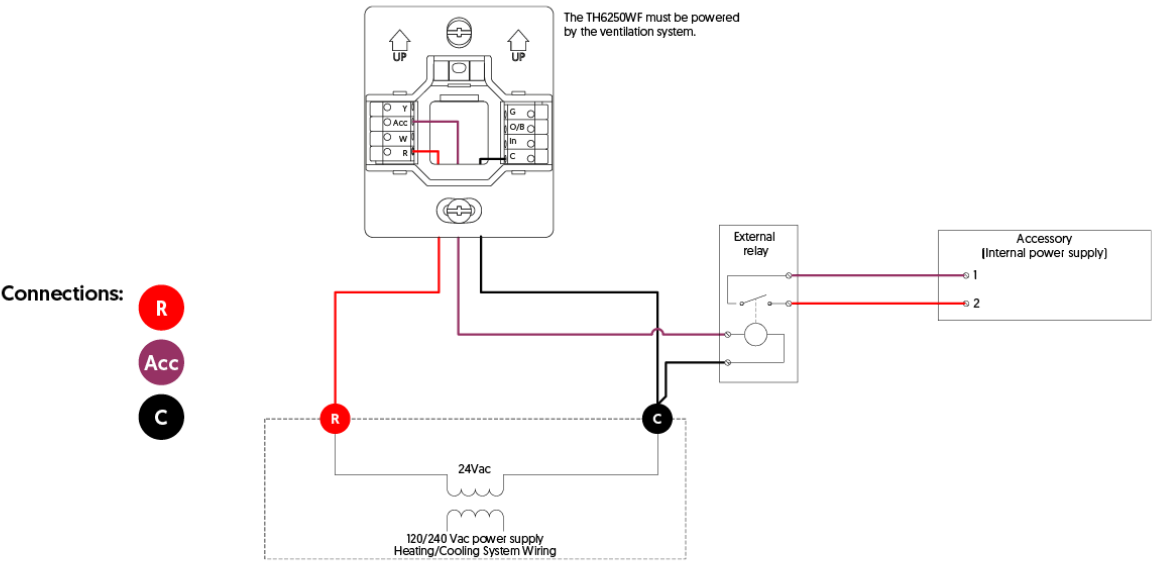 The TH6250WF must be powered
by the ventilation system.
UP
UP
Y
Acc
W
R
G
O/B
In
C
External
relay
Accessory
(Internal power supply)
1
2
Connections:
R
Acc
C
R
C
24Vac
120/240 Vac power supply
Heating/Cooling System Wiring